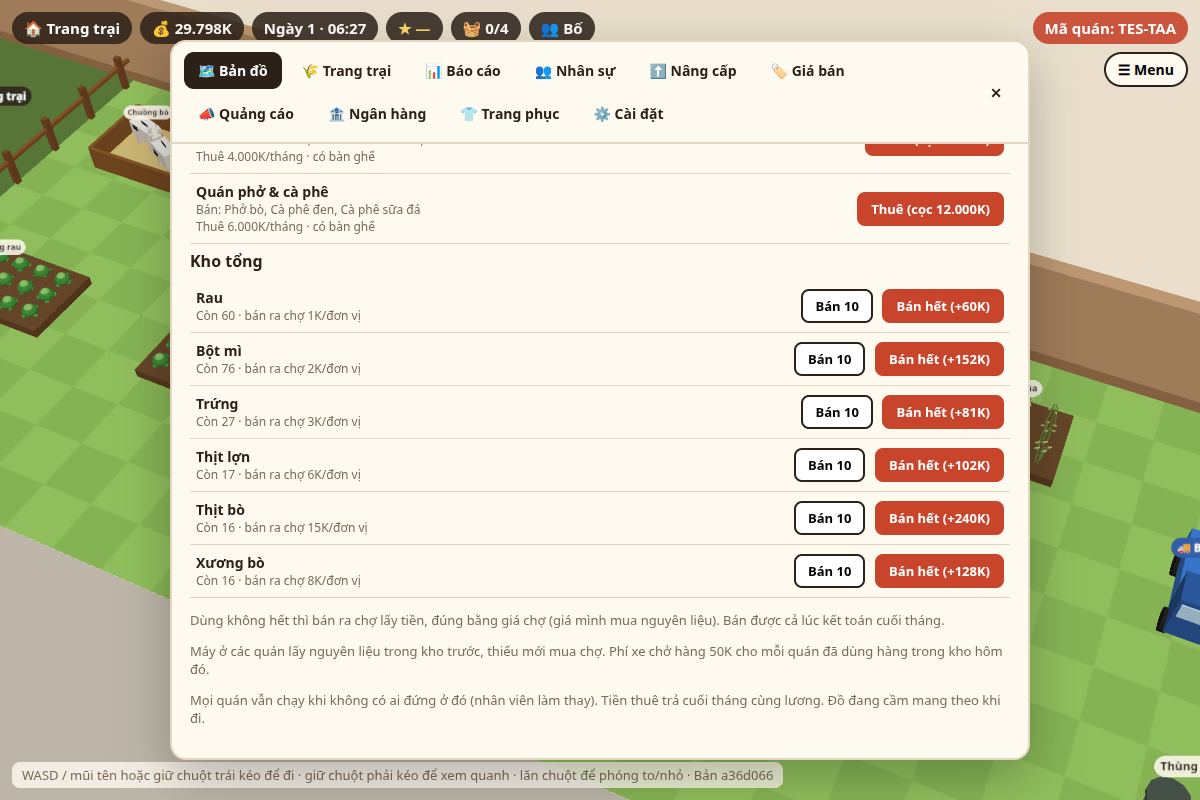 🏠 Trang trại
💰 29.798K
Ngày 1 · 06:27
★ —
🧺 0/4
👥 Bố
Mã quán: TES-TAA
☰ Menu
🗺️ Bản đồ
🌾 Trang trại
📊 Báo cáo
👥 Nhân sự
⬆️ Nâng cấp
🏷️ Giá bán
×
📣 Quảng cáo
🏦 Ngân hàng
👕 Trang phục
⚙️ Cài đặt
trại
Chuồng bò
rau
Thuê 4.000K/tháng · có bàn ghế
Quán phở & cà phê
Bán: Phở bò, Cà phê đen, Cà phê sữa đá
Thuê 6.000K/tháng · có bàn ghế
Thuê (cọc 12.000K)
Kho tổng
Rau
Còn 60 · bán ra chợ 1K/đơn vị
Bán 10
Bán hết (+60K)
Bột mì
Còn 76 · bán ra chợ 2K/đơn vị
Bán 10
Bán hết (+152K)
Trứng
Còn 27 · bán ra chợ 3K/đơn vị
Bán 10
Bán hết (+81K)
Thịt lợn
Còn 17 · bán ra chợ 6K/đơn vị
Bán 10
Bán hết (+102K)
Thịt bò
Còn 16 · bán ra chợ 15K/đơn vị
Bán 10
Bán hết (+240K)
Xương bò
Còn 16 · bán ra chợ 8K/đơn vị
Bán 10
Bán hết (+128K)
Dùng không hết thì bán ra chợ lấy tiền, đúng bằng giá chợ (giá mình mua nguyên liệu). Bán được cả lúc kết toán cuối tháng.
Máy ở các quán lấy nguyên liệu trong kho trước, thiếu mới mua chợ. Phí xe chở hàng 50K cho mỗi quán đã dùng hàng trong kho hôm
đó.
Mọi quán vẫn chạy khi không có ai đứng ở đó (nhân viên làm thay). Tiền thuê trả cuối tháng cùng lương. Đồ đang cầm mang theo khi
đi.
Thùng
WASD / mũi tên hoặc giữ chuột trái kéo để đi · giữ chuột phải kéo để xem quanh · lăn chuột để phóng to/nhỏ · Bản a36d066